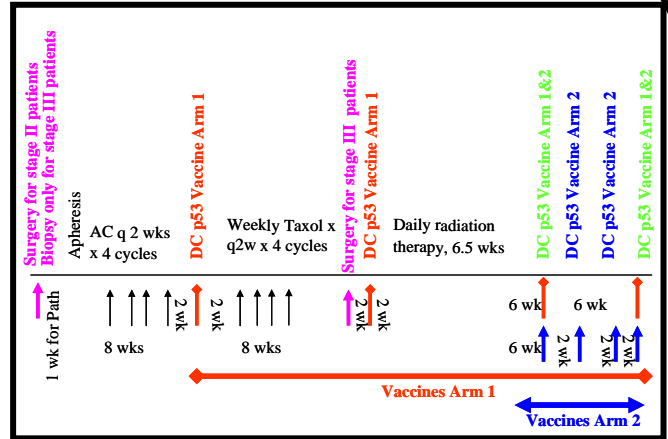 Surgery for stage II patients
Biopsy only for stage III patients
Apheresis
AC q 2 wks
x 4 cycles
DC p53 Vaccine Arm 1
Weekly Taxol x
q2w x 4 cycles
Surgery for stage III patients
DC p53 Vaccine Arm 1
Daily radiation
therapy, 6.5 wks
DC p53 Vaccine Arm 1&2
DC p53 Vaccine Arm 2
DC p53 Vaccine Arm 2
DC p53 Vaccine Arm 1&2
1 wk for Path
8 wks
2 wk
2 wk
8 wks
2 wk
2 wk
6 wk
6 wk
6 wk
2 wk
2 wk
2 wk
Vaccines Arm 1
Vaccines Arm 2